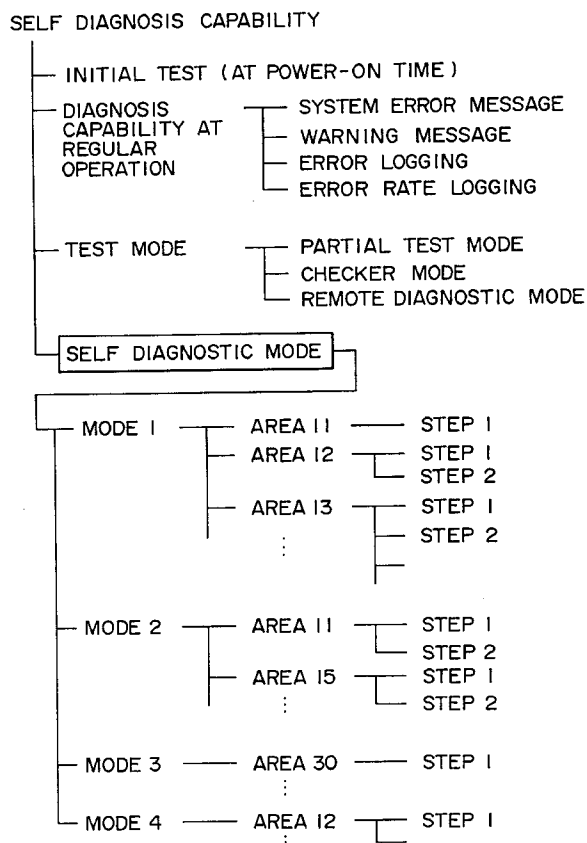 SELF DIAGNOSIS CAPABILITY
INITIAL TEST (AT POWER-ON TIME)
DIAGNOSIS CAPABILITY AT REGULAR OPERATION
SYSTEM ERROR MESSAGE
WARNING MESSAGE
ERROR LOGGING
ERROR RATE LOGGING
TEST MODE
PARTIAL TEST MODE
CHECKER MODE
REMOTE DIAGNOSTIC MODE
SELF DIAGNOSTIC MODE
MODE 1 AREA 11 STEP 1
AREA 12 STEP 1
STEP 2
AREA 13 STEP 1
STEP 2
MODE 2 AREA 11 STEP 1
STEP 2
AREA 15 STEP 1
STEP 2
MODE 3 AREA 30 STEP 1
MODE 4 AREA 12 STEP 1